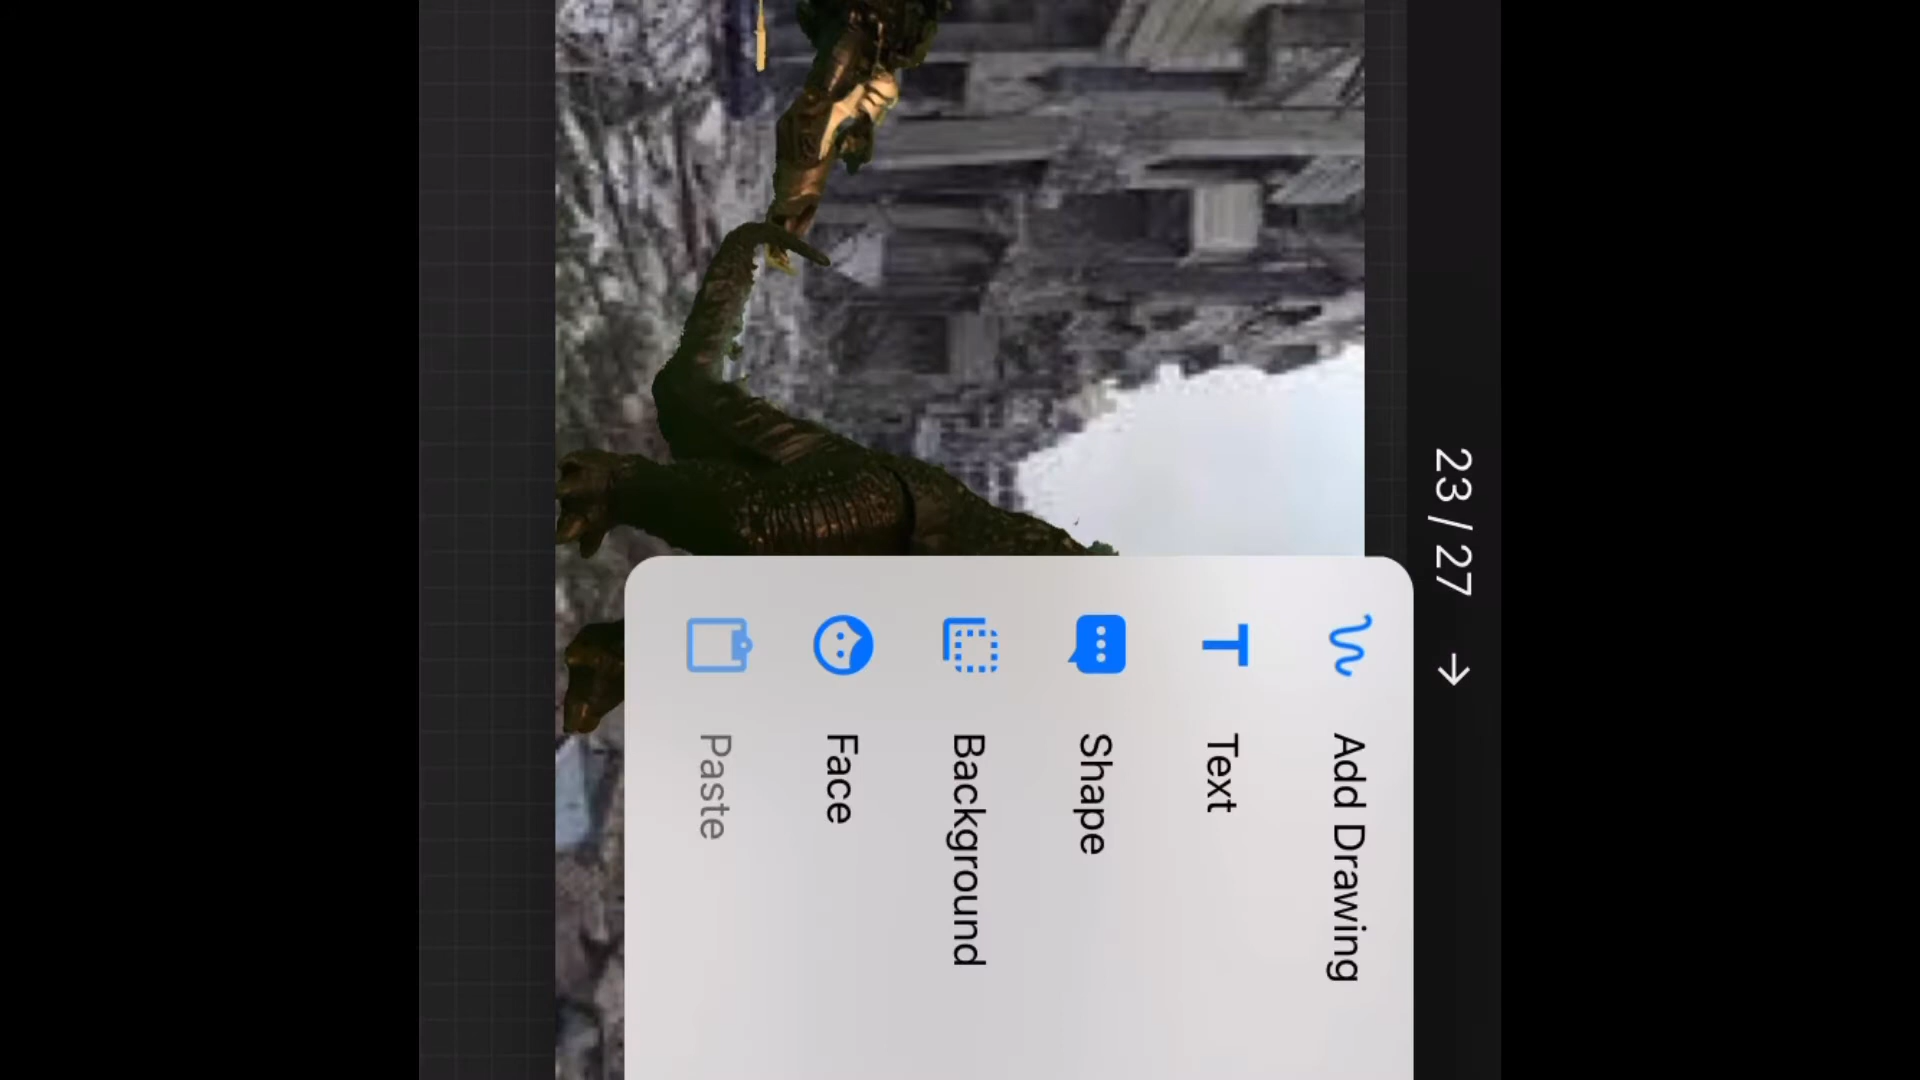 23 / 27 →
Add Drawing
Text
Shape
Background
Face
Paste